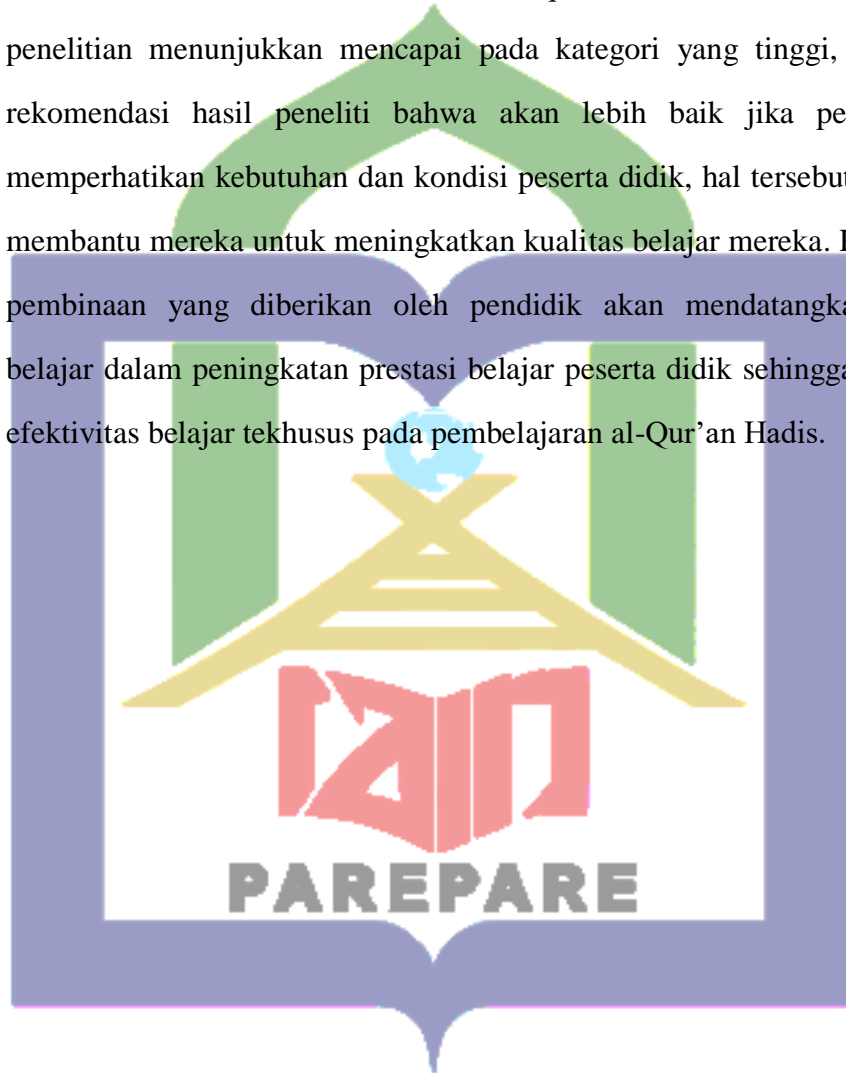 penelitian menunjukkan mencapai pada kategori yang tinggi,
rekomendasi hasil peneliti bahwa akan lebih baik jika
memperhatikan kebutuhan dan kondisi peserta didik, hal tersebut
membantu mereka untuk meningkatkan kualitas belajar mereka.
pembinaan yang diberikan oleh pendidik akan
belajar dalam peningkatan prestasi belajar peserta didik sehingga
efektivitas belajar tekhusus pada pembelajaran al-Qur’an Hadis.
iain
PAREPARE